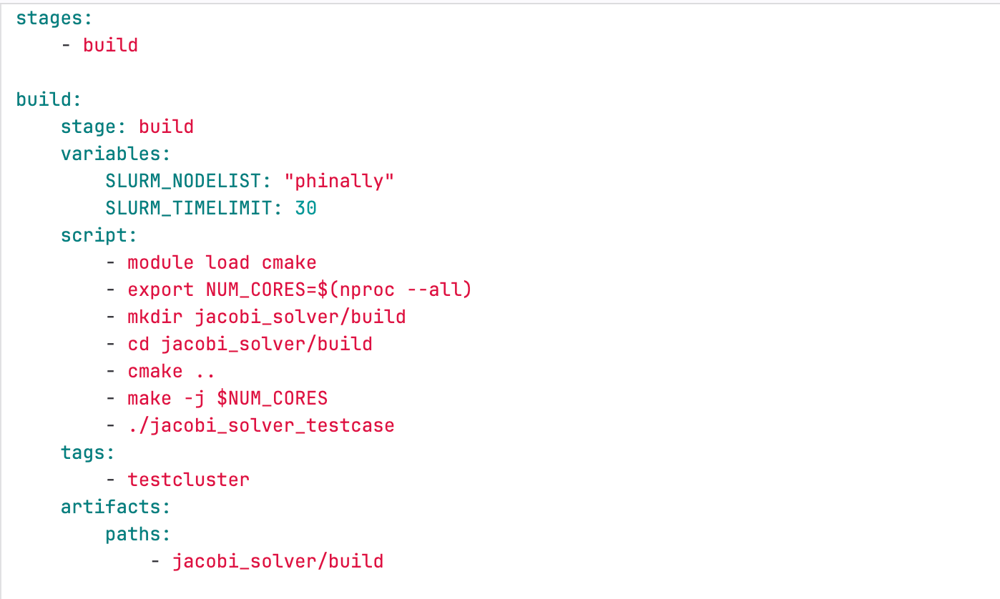 stages:
    - build

build:
    stage: build
    variables:
        SLURM_NODELIST: "phinally"
        SLURM_TIMELIMIT: 30
    script:
        - module load cmake
        - export NUM_CORES=$(nproc --all)
        - mkdir jacobi_solver/build
        - cd jacobi_solver/build
        - cmake ..
        - make -j $NUM_CORES
        - ./jacobi_solver_testcase
    tags:
        - testcluster
    artifacts:
        paths:
            - jacobi_solver/build